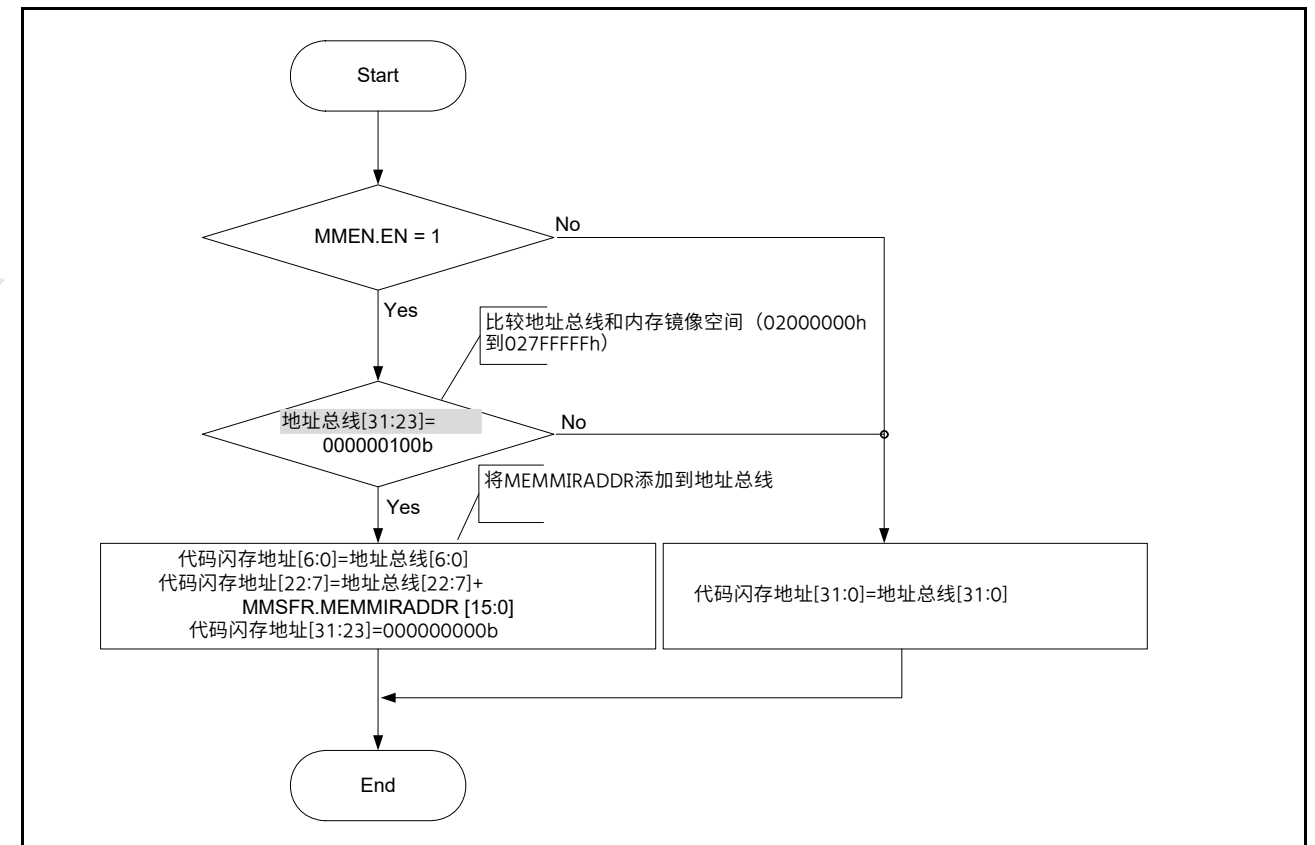 Start
MMEN.EN = 1
No
Yes
比较地址总线和内存镜像空间（02000000h
到027FFFFFh）
地址总线[31:23]=
000000100b
No
将MEMMIRADDR添加到地址总线
Yes
代码闪存地址[6:0]=地址总线[6:0]
代码闪存地址[22:7]=地址总线[22:7]+
MMSFR.MEMMIRADDR [15:0]
代码闪存地址[31:23]=000000000b
代码闪存地址[31:0]=地址总线[31:0]
End